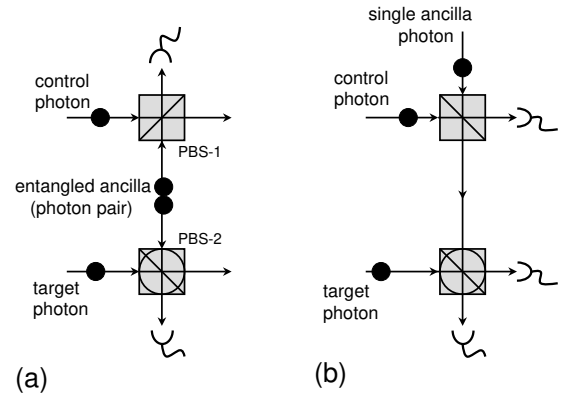 control
photon
PBS-1
entangled ancilla
(photon pair)
PBS-2
target
photon
(a)
single ancilla
photon
control
photon
target
photon
(b)